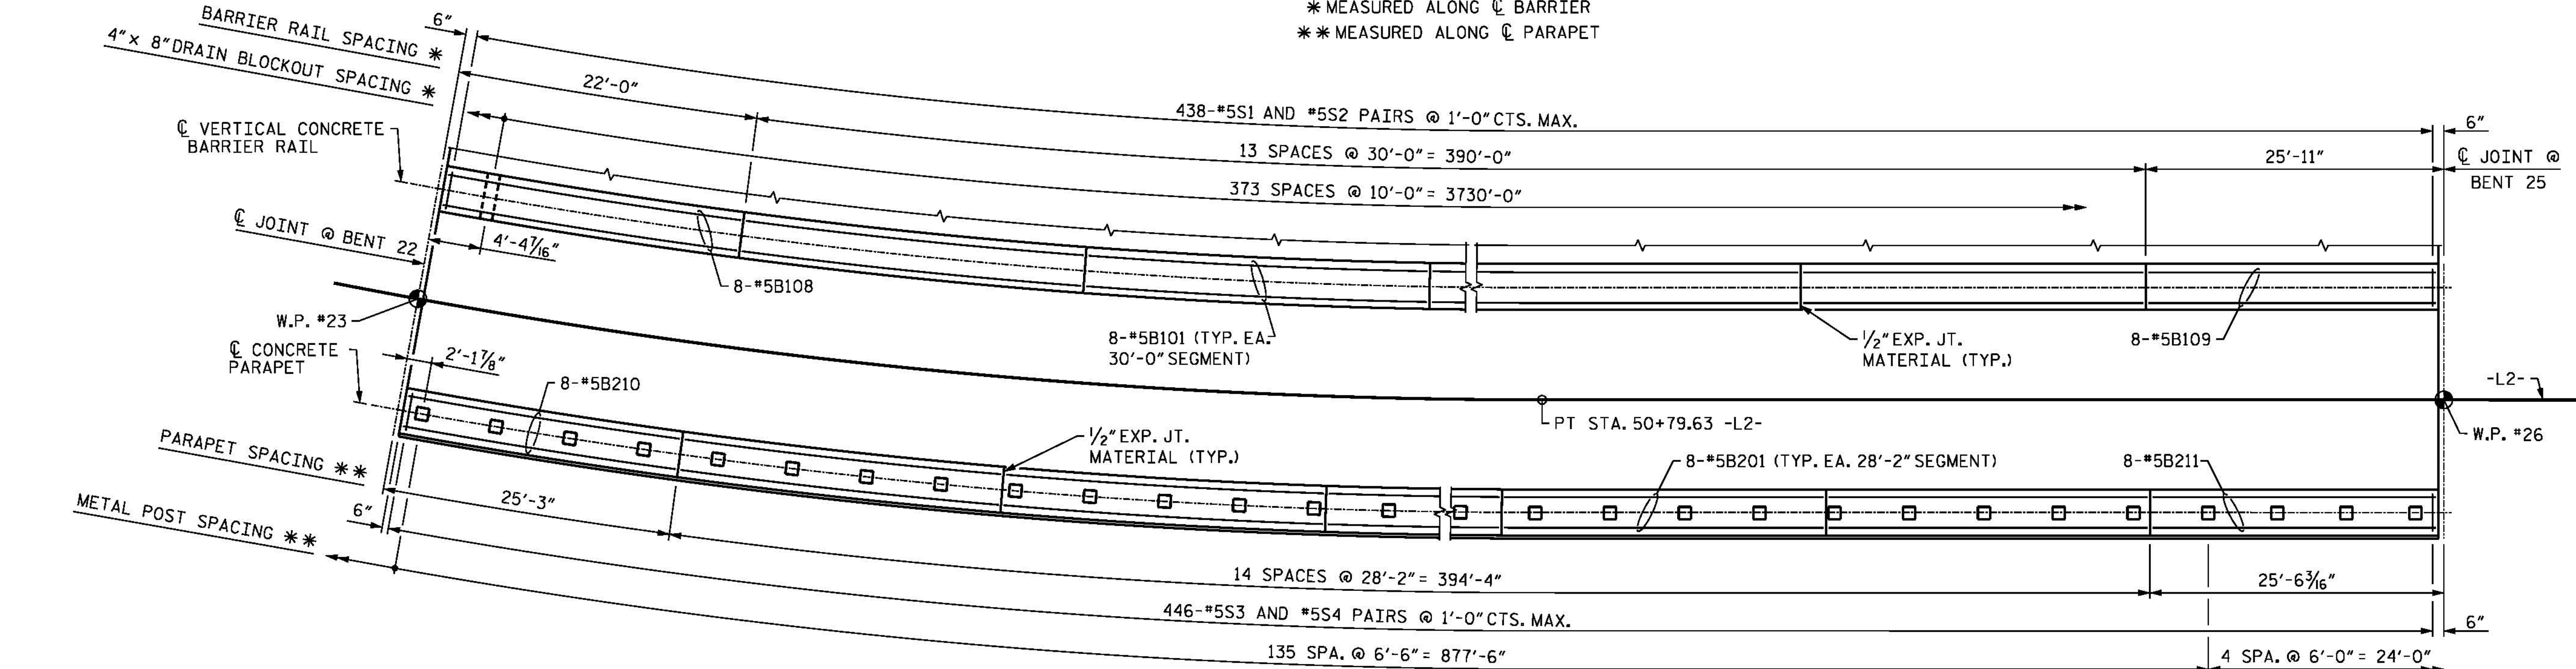 * MEASURED ALONG ℄ BARRIER
** MEASURED ALONG ℄ PARAPET
BARRIER RAIL SPACING *
6"
4" x 8" DRAIN BLOCKOUT SPACING *
22'-0"
438-#5S1 AND #5S2 PAIRS @ 1'-0" CTS. MAX.
6"
13 SPACES @ 30'-0" = 390'-0"
25'-11"
℄ JOINT @
BENT 25
373 SPACES @ 10'-0" = 3730'-0"
℄ VERTICAL CONCRETE
BARRIER RAIL
℄ JOINT @ BENT 22
4'-4 7/16"
8-#5B108
W.P. #23
8-#5B101 (TYP. EA.
30'-0" SEGMENT)
1/2" EXP. JT.
MATERIAL (TYP.)
8-#5B109
℄ CONCRETE
PARAPET
2'-1 7/8"
8-#5B210
-L2-
PT STA. 50+79.63 -L2-
W.P. #26
1/2" EXP. JT.
MATERIAL (TYP.)
8-#5B201 (TYP. EA. 28'-2" SEGMENT)
8-#5B211
PARAPET SPACING **
25'-3"
6"
METAL POST SPACING **
14 SPACES @ 28'-2" = 394'-4"
25'-6 3/16"
446-#5S3 AND #5S4 PAIRS @ 1'-0" CTS. MAX.
6"
135 SPA. @ 6'-6" = 877'-6"
4 SPA. @ 6'-0" = 24'-0"